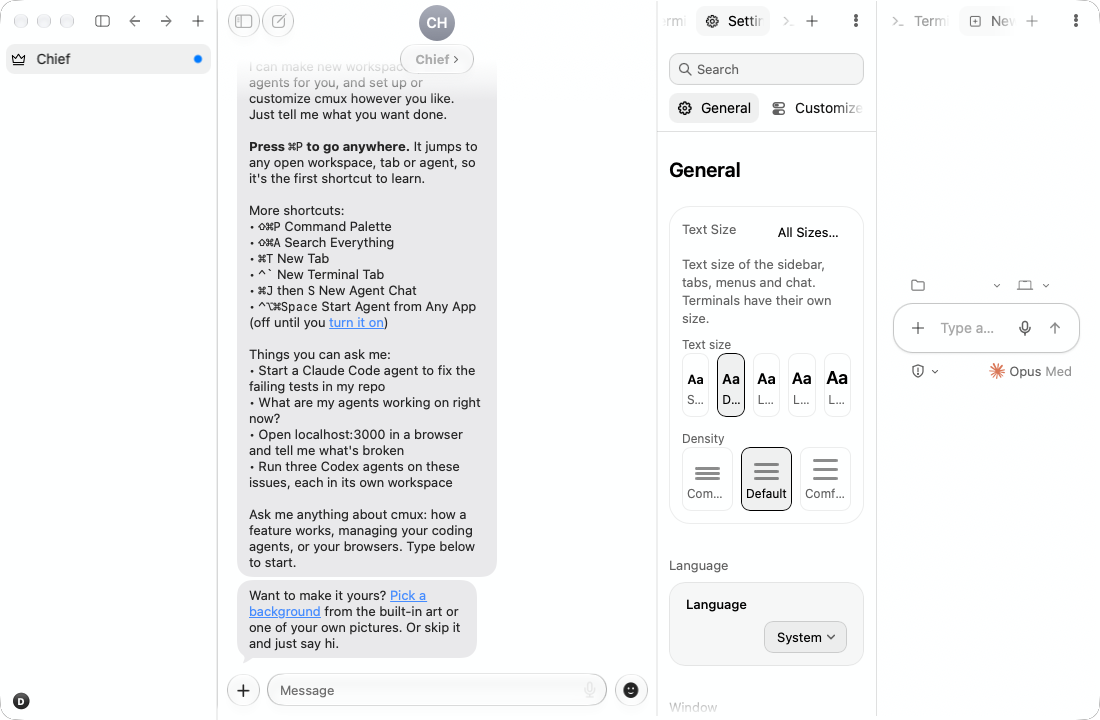 Chief
CH
Chief ›
I can make new workspac
agents for you, and set up or
customize cmux however you like.
Just tell me what you want done.
Press ⌘P to go anywhere. It jumps to
any open workspace, tab or agent, so
it's the first shortcut to learn.
More shortcuts:
• ⇧⌘P Command Palette
• ⇧⌘A Search Everything
• ⌘T New Tab
• ^` New Terminal Tab
• ⌘J then S New Agent Chat
• ^⌥⌘Space Start Agent from Any App
(off until you turn it on)
Things you can ask me:
• Start a Claude Code agent to fix the
failing tests in my repo
• What are my agents working on right
now?
• Open localhost:3000 in a browser
and tell me what's broken
• Run three Codex agents on these
issues, each in its own workspace
Ask me anything about cmux: how a
feature works, managing your coding
agents, or your browsers. Type below
to start.
Want to make it yours? Pick a
background from the built-in art or
one of your own pictures. Or skip it
and just say hi.
Message
D
ermi
Settin
Search
General
Customize
General
Text Size
All Sizes...
Text size of the sidebar,
tabs, menus and chat.
Terminals have their own
size.
Text size
Aa Aa Aa Aa Aa
S... D... L... L... L...
Density
Com... Default Comf...
Language
Language
System
Window
Termi
New
Type a...
Opus Med